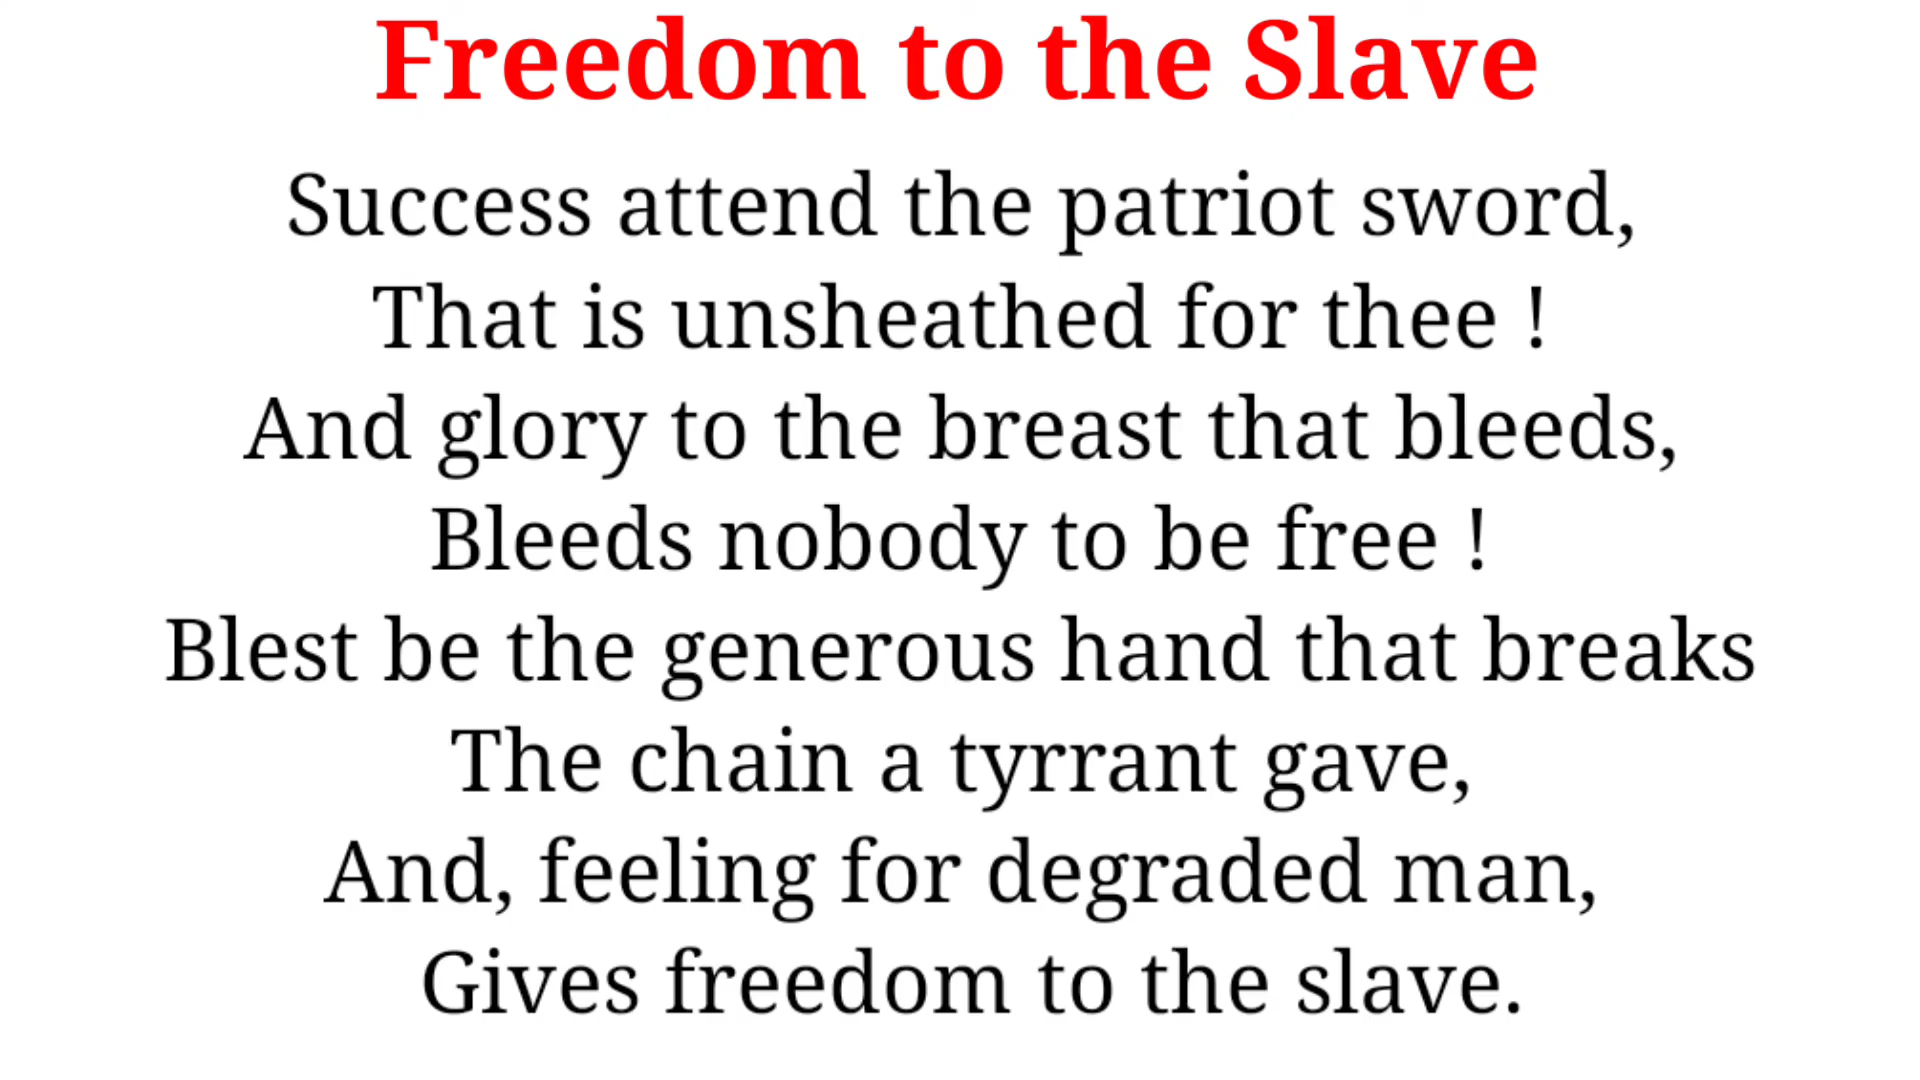 Freedom to the Slave
Success attend the patriot sword,
That is unsheathed for thee !
And glory to the breast that bleeds,
Bleeds nobody to be free !
Blest be the generous hand that breaks
The chain a tyrrant gave,
And, feeling for degraded man,
Gives freedom to the slave.